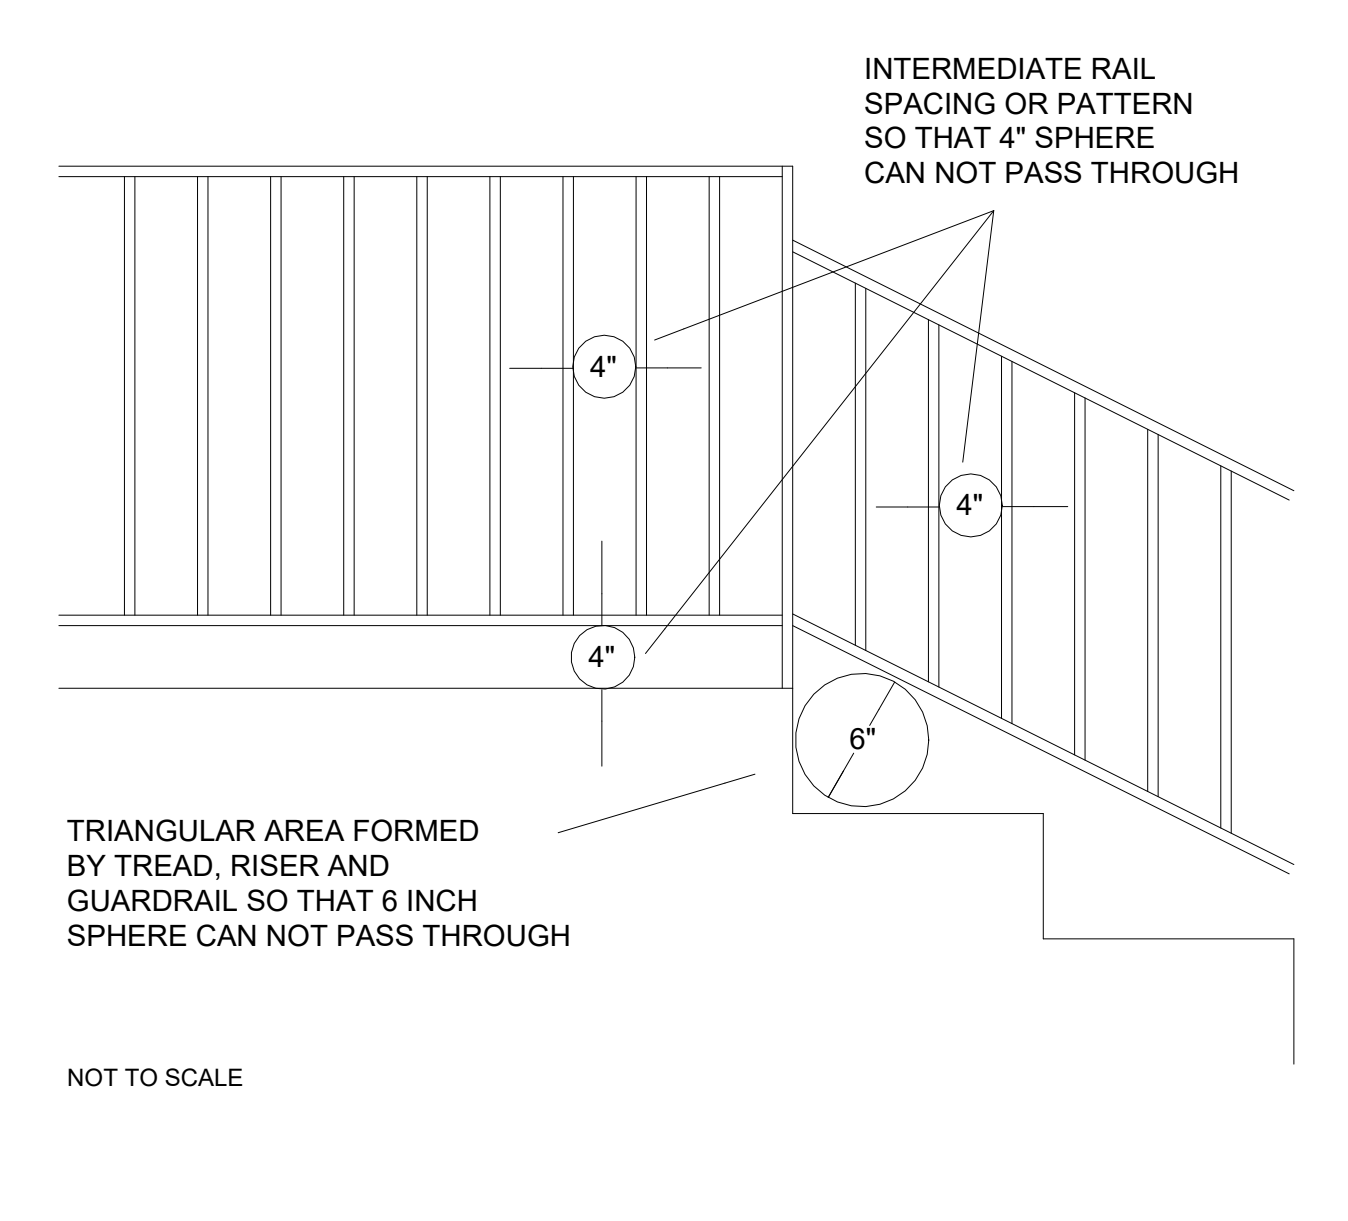 INTERMEDIATE RAIL
SPACING OR PATTERN
SO THAT 4" SPHERE
CAN NOT PASS THROUGH
4"
4"
4"
6"
TRIANGULAR AREA FORMED
BY TREAD, RISER AND
GUARDRAIL SO THAT 6 INCH
SPHERE CAN NOT PASS THROUGH
NOT TO SCALE